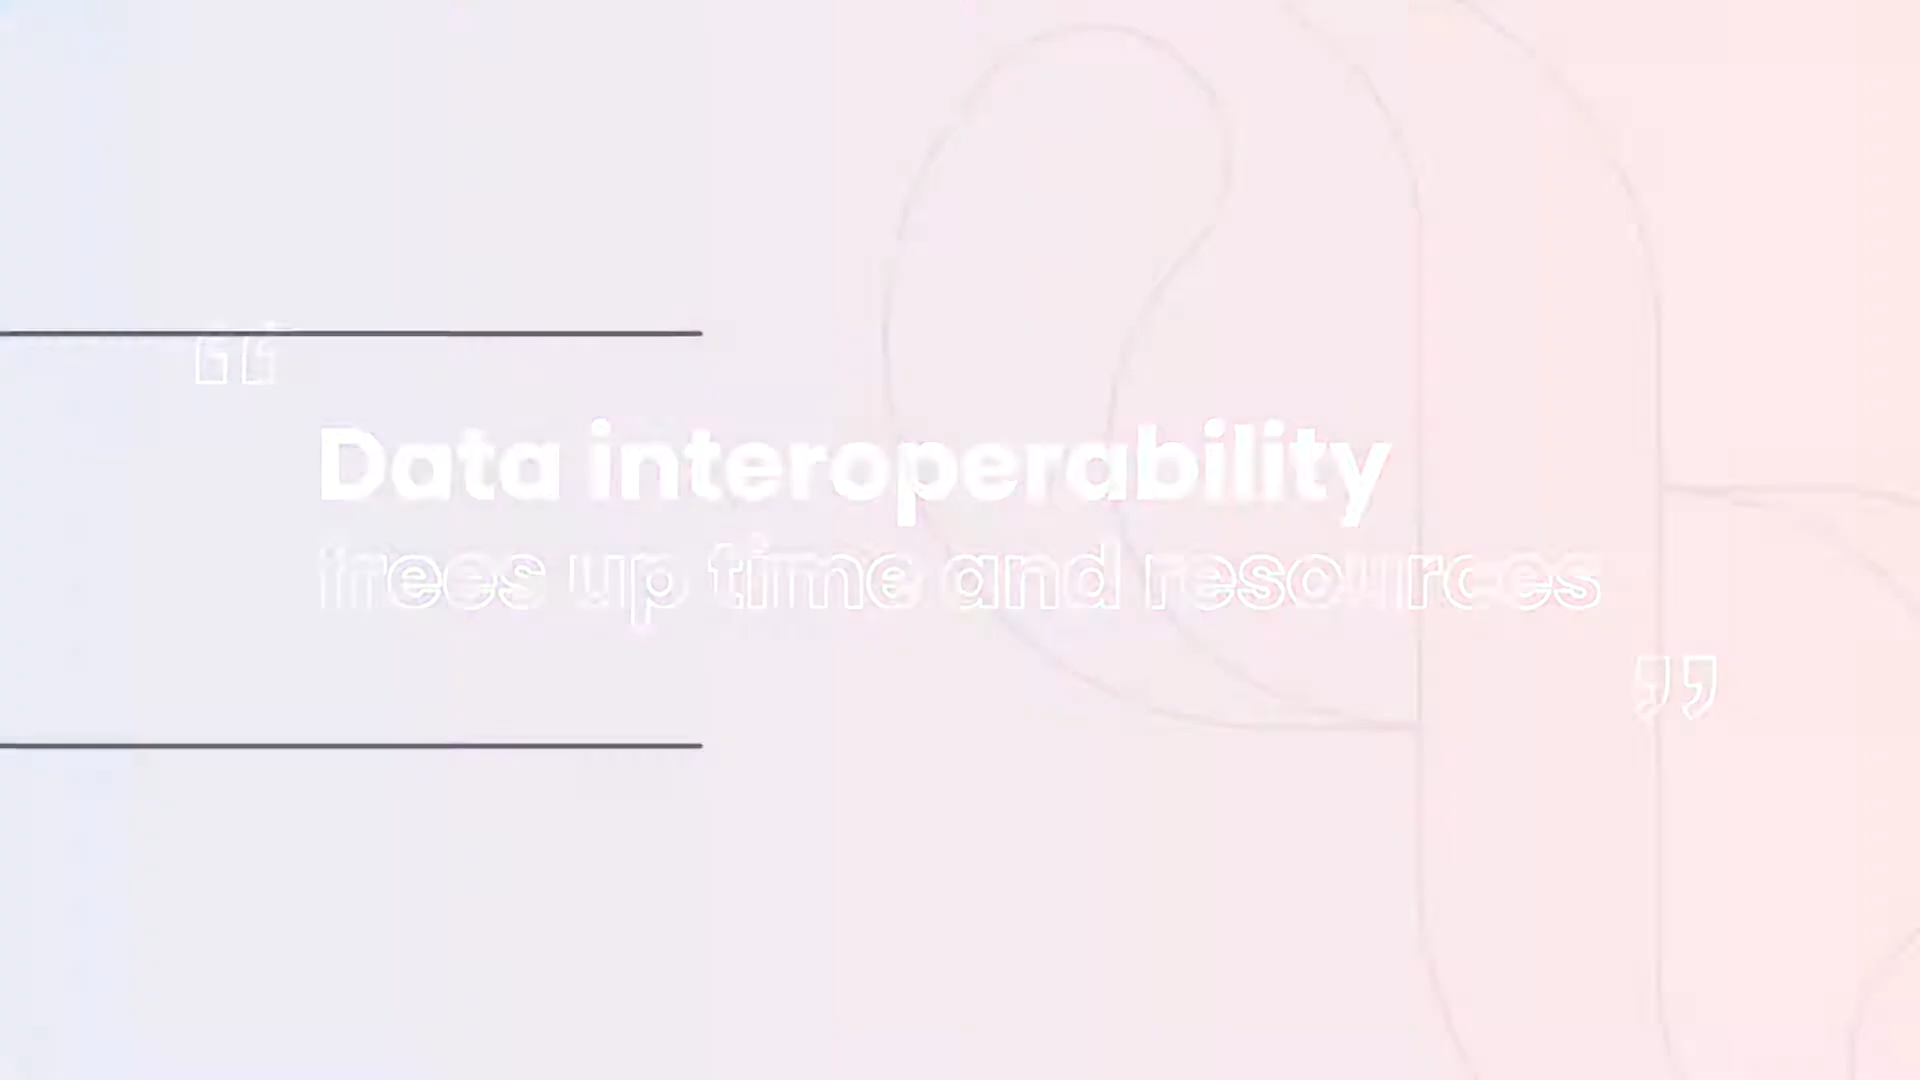 “
Data interoperability
frees up time and resources
”